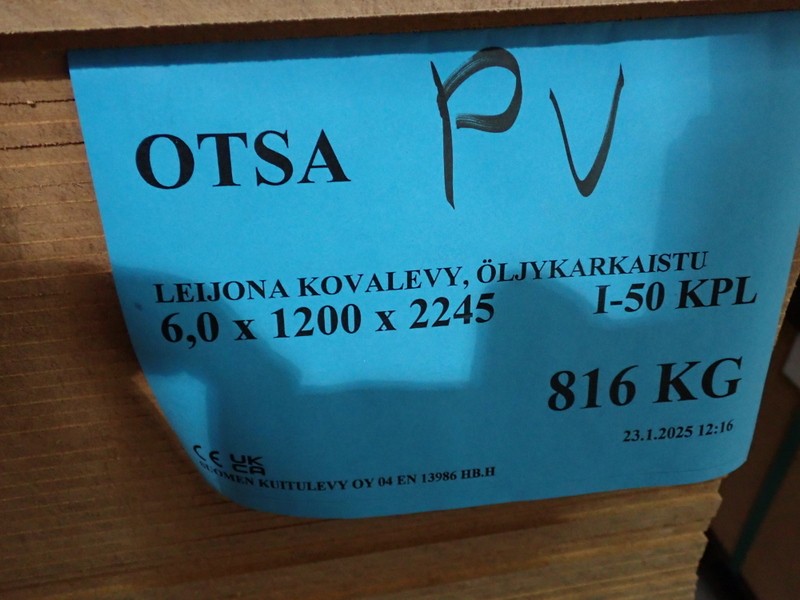 PV
OTSA
LEIJONA KOVALEVY, ÖLJYKARKAISTU
6,0 x 1200 x 2245 I-50 KPL
816 KG
23.1.2025 12:16
CE UK CA
SUOMEN KUITULEVY OY 04 EN 13986 HB.H